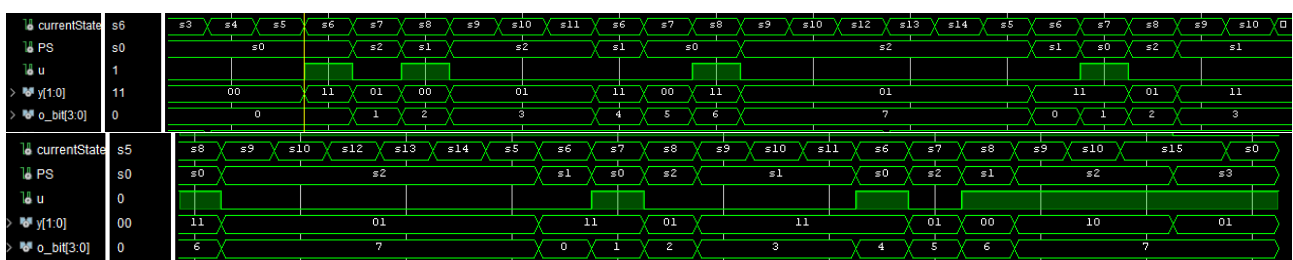 currentState s6 s3 s4 s5 s6 s7 s8 s9 s10 s11 s6 s7 s8 s9 s10 s12 s13 s14 s5 s6 s7 s8 s9 s10
PS s0 s0 s2 s1 s2 s1 s0 s2 s1 s0 s2 s1
u 1
> y[1:0] 11 00 11 01 00 01 11 00 11 01 11 01 11
> o_bit[3:0] 0 0 1 2 3 4 5 6 7 0 1 2 3
currentState s5 s8 s9 s10 s12 s13 s14 s5 s6 s7 s8 s9 s10 s11 s6 s7 s8 s9 s10 s15 s0
PS s0 s0 s2 s1 s0 s2 s1 s0 s2 s1 s2 s3
u 0
> y[1:0] 00 11 01 11 01 11 01 00 10 01
> o_bit[3:0] 0 6 7 0 1 2 3 4 5 6 7